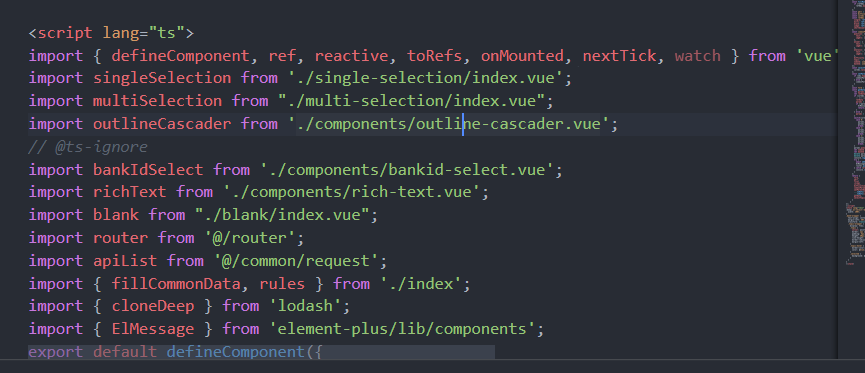 <script lang="ts">
import { defineComponent, ref, reactive, toRefs, onMounted, nextTick, watch } from 'vue'
import singleSelection from './single-selection/index.vue';
import multiSelection from "./multi-selection/index.vue";
import outlineCascader from './components/outline-cascader.vue';
// @ts-ignore
import bankIdSelect from './components/bankid-select.vue';
import richText from './components/rich-text.vue';
import blank from "./blank/index.vue";
import router from '@/router';
import apiList from '@/common/request';
import { fillCommonData, rules } from './index';
import { cloneDeep } from 'lodash';
import { ElMessage } from 'element-plus/lib/components';
export default defineComponent({